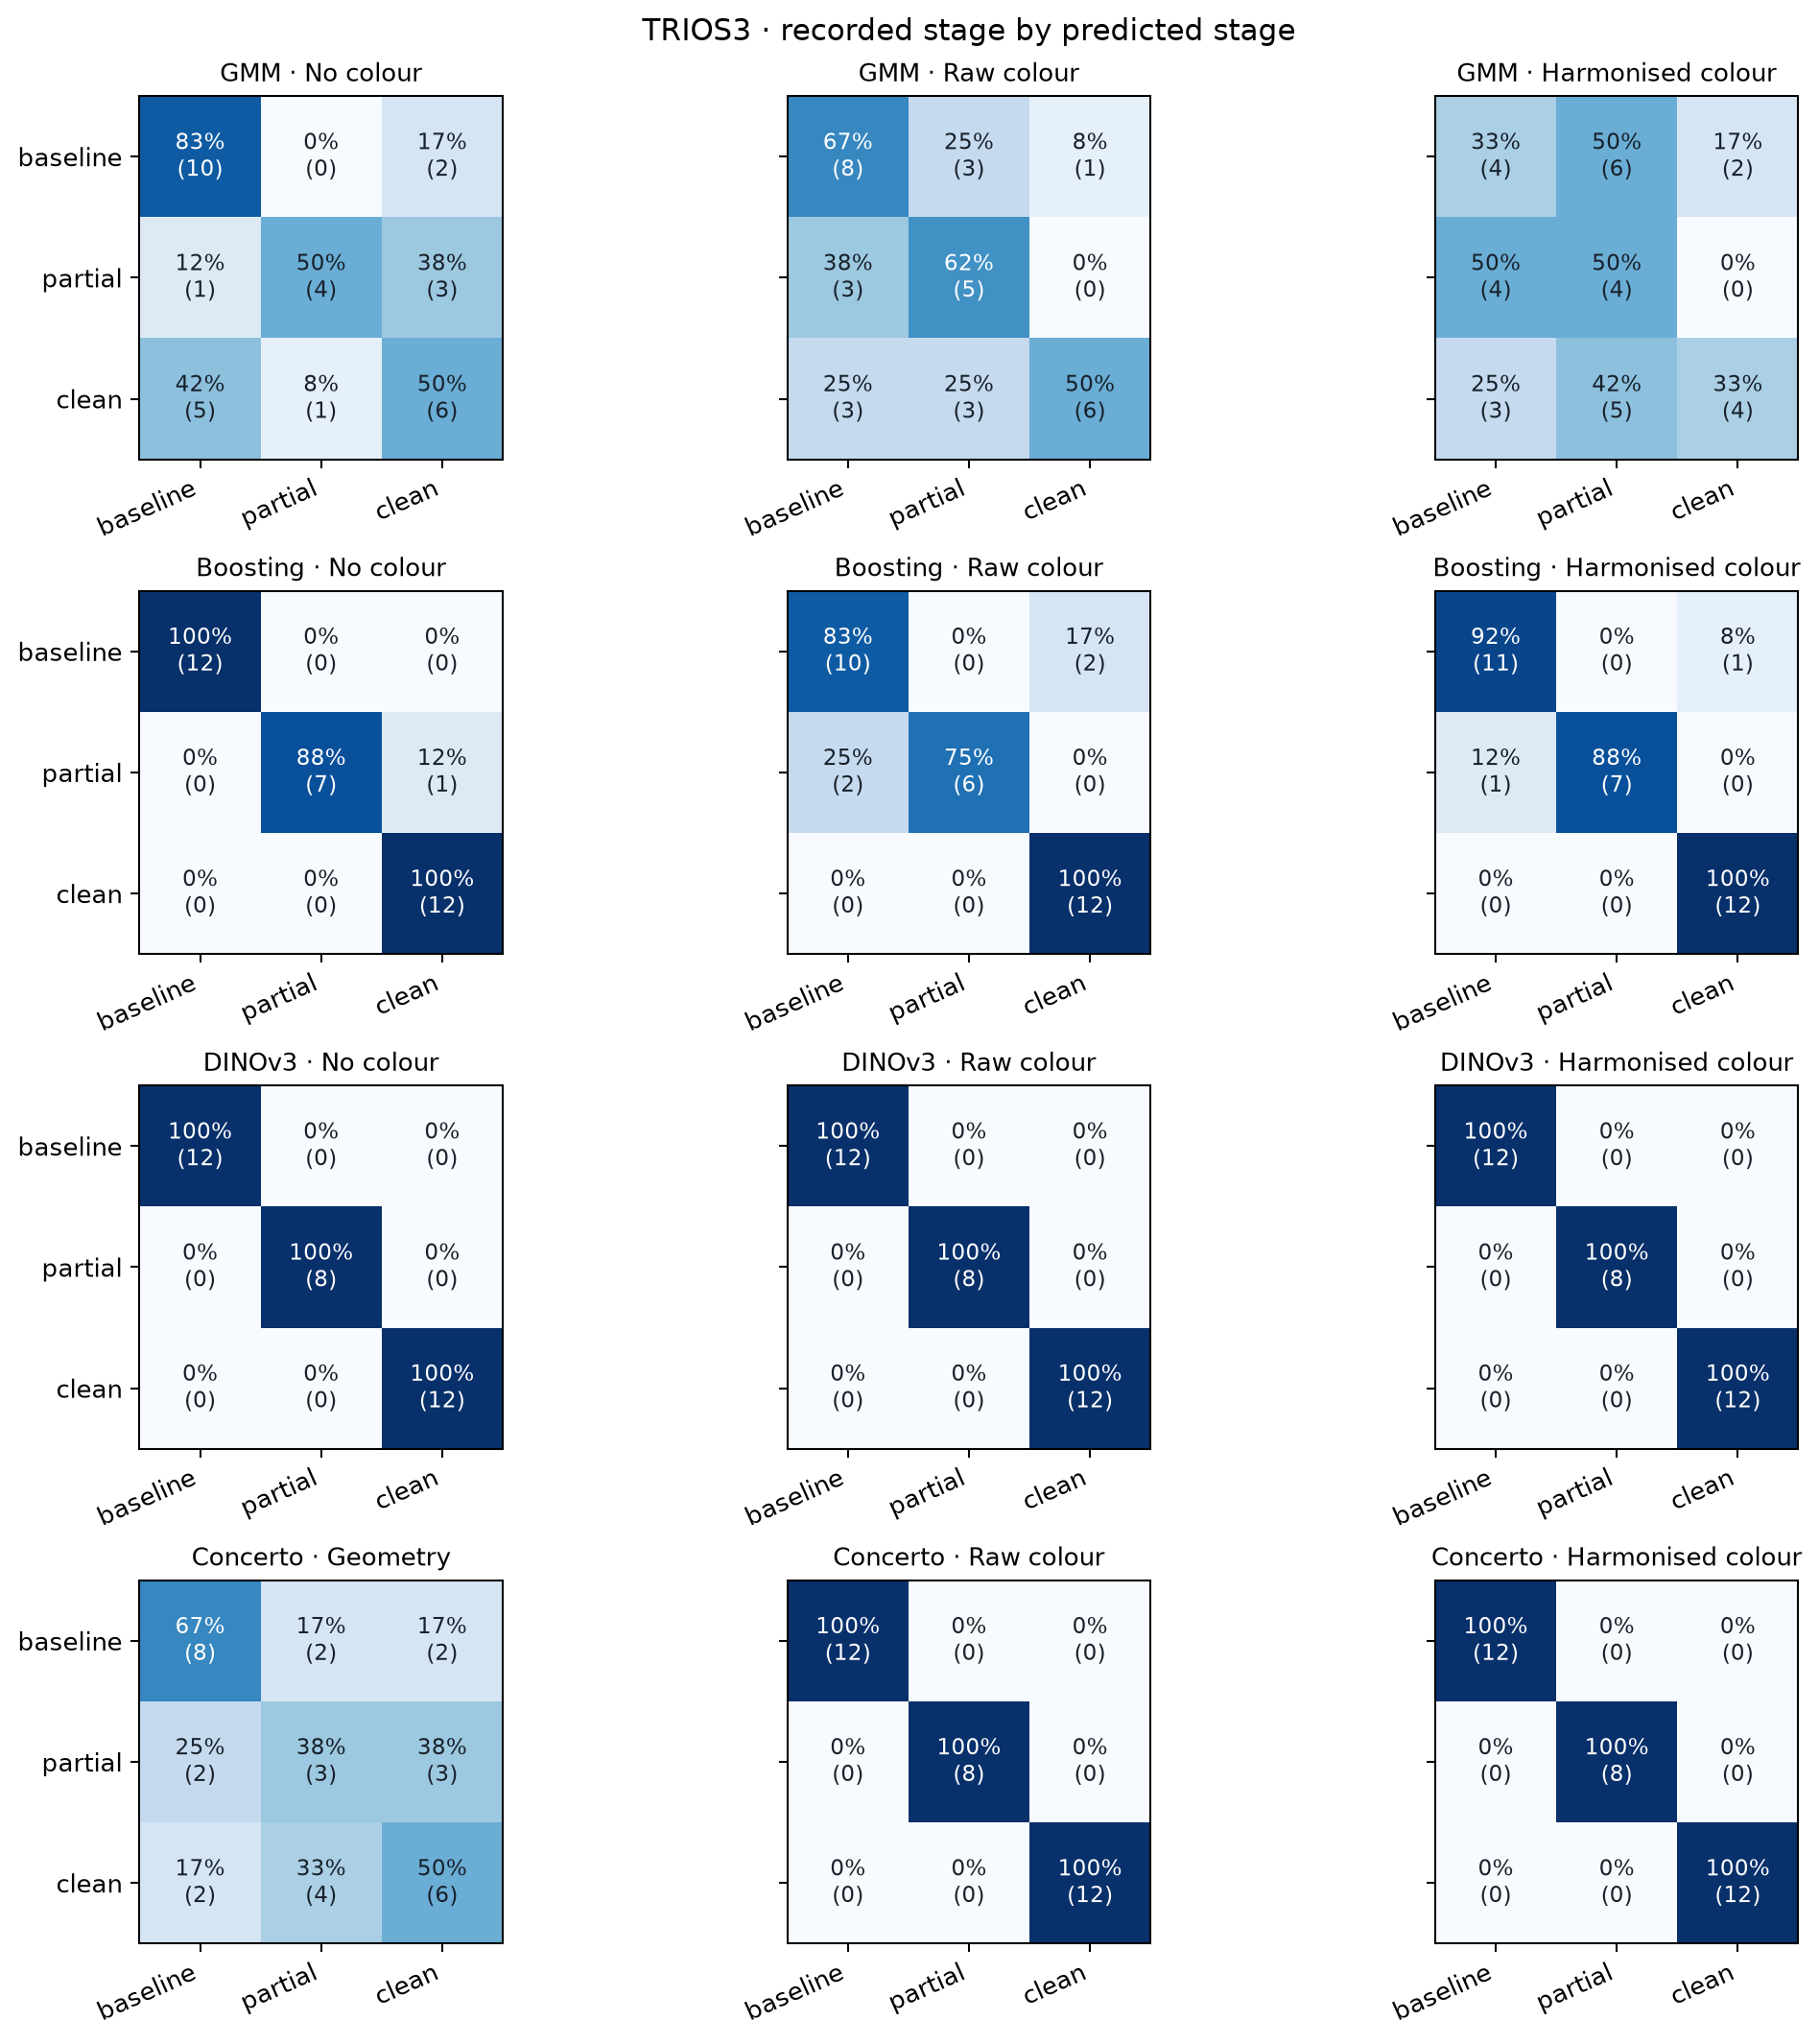 TRIOS3 · recorded stage by predicted stage
GMM · No colour
GMM · Raw colour
GMM · Harmonised colour
baseline
83% 0% 17%
(10) (0) (2)
67% 25% 8%
(8) (3) (1)
33% 50% 17%
(4) (6) (2)
partial
12% 50% 38%
(1) (4) (3)
38% 62% 0%
(3) (5) (0)
50% 50% 0%
(4) (4) (0)
clean
42% 8% 50%
(5) (1) (6)
25% 25% 50%
(3) (3) (6)
25% 42% 33%
(3) (5) (4)
baseline partial clean
baseline partial clean
baseline partial clean
Boosting · No colour
Boosting · Raw colour
Boosting · Harmonised colour
baseline
100% 0% 0%
(12) (0) (0)
83% 0% 17%
(10) (0) (2)
92% 0% 8%
(11) (0) (1)
partial
0% 88% 12%
(0) (7) (1)
25% 75% 0%
(2) (6) (0)
12% 88% 0%
(1) (7) (0)
clean
0% 0% 100%
(0) (0) (12)
0% 0% 100%
(0) (0) (12)
0% 0% 100%
(0) (0) (12)
baseline partial clean
baseline partial clean
baseline partial clean
DINOv3 · No colour
DINOv3 · Raw colour
DINOv3 · Harmonised colour
baseline
100% 0% 0%
(12) (0) (0)
100% 0% 0%
(12) (0) (0)
100% 0% 0%
(12) (0) (0)
partial
0% 100% 0%
(0) (8) (0)
0% 100% 0%
(0) (8) (0)
0% 100% 0%
(0) (8) (0)
clean
0% 0% 100%
(0) (0) (12)
0% 0% 100%
(0) (0) (12)
0% 0% 100%
(0) (0) (12)
baseline partial clean
baseline partial clean
baseline partial clean
Concerto · Geometry
Concerto · Raw colour
Concerto · Harmonised colour
baseline
67% 17% 17%
(8) (2) (2)
100% 0% 0%
(12) (0) (0)
100% 0% 0%
(12) (0) (0)
partial
25% 38% 38%
(2) (3) (3)
0% 100% 0%
(0) (8) (0)
0% 100% 0%
(0) (8) (0)
clean
17% 33% 50%
(2) (4) (6)
0% 0% 100%
(0) (0) (12)
0% 0% 100%
(0) (0) (12)
baseline partial clean
baseline partial clean
baseline partial clean